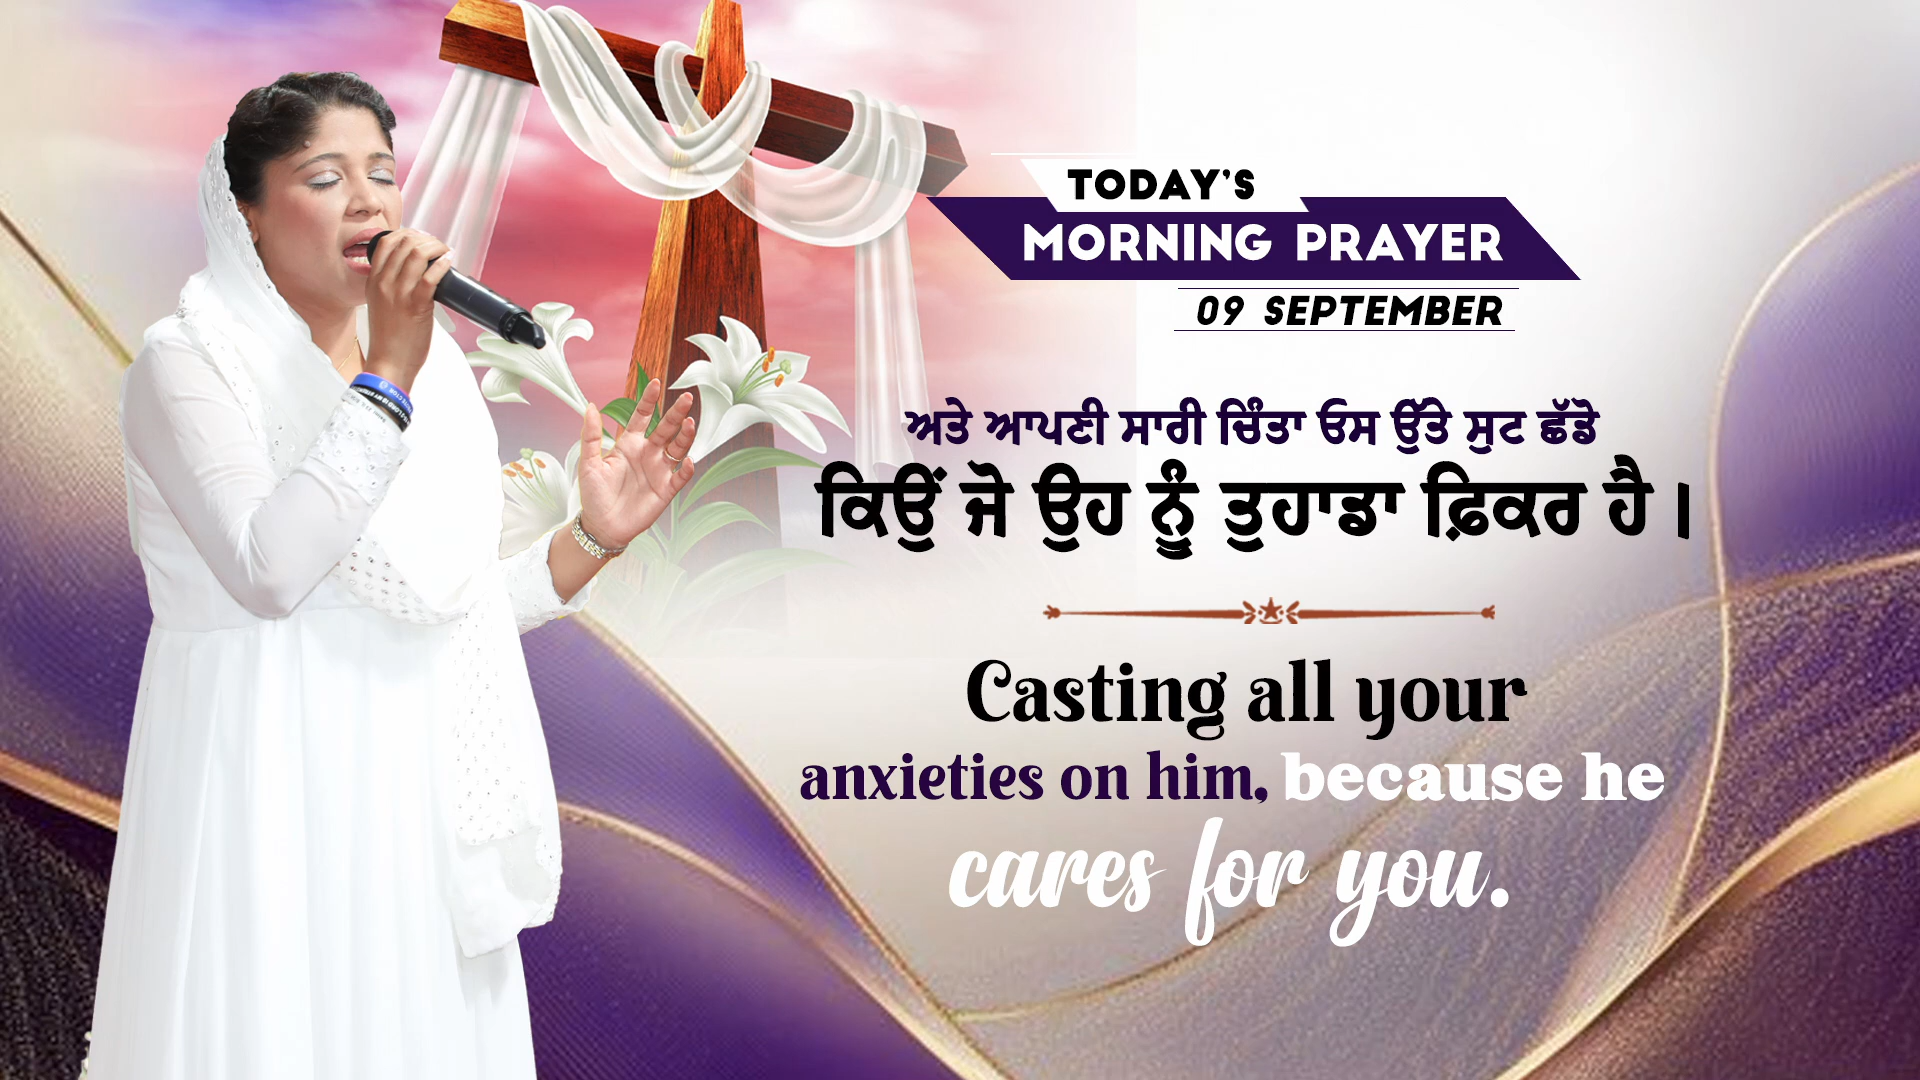 TODAY'S
MORNING PRAYER
09 SEPTEMBER
ਅਤੇ ਆਪਣੀ ਸਾਰੀ ਚਿੰਤਾ ਓਸ ਉੱਤੇ ਸੁਟ ਛੱਡੋ
ਕਿਉਂ ਜੋ ਉਹ ਨੂੰ ਤੁਹਾਡਾ ਫ਼ਿਕਰ ਹੈ।
Casting all your
anxieties on him, because he
cares for you.